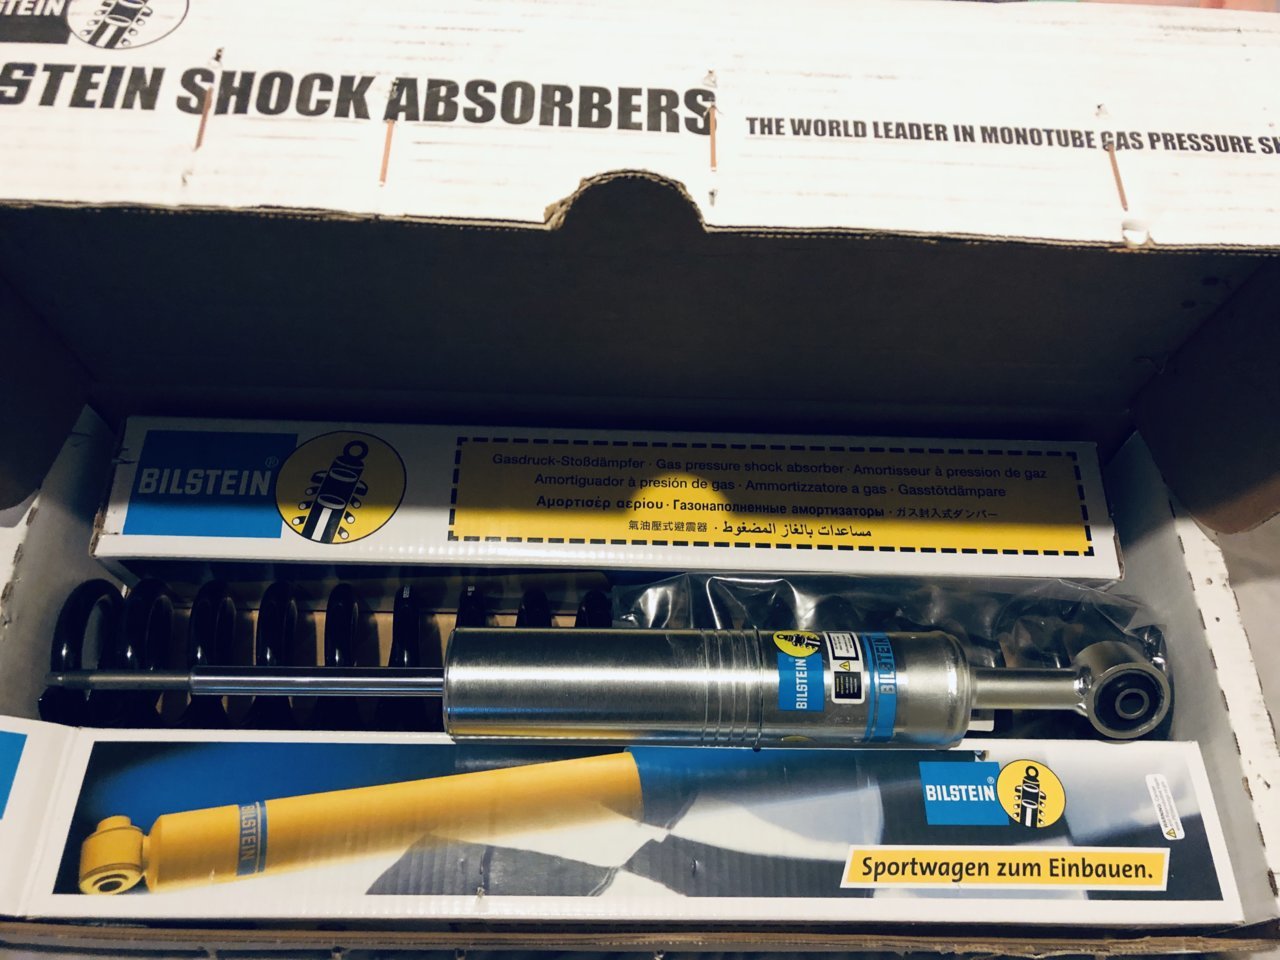 STEIN
STEIN SHOCK ABSORBERS
THE WORLD LEADER IN MONOTUBE GAS PRESSURE
BILSTEIN®
Gasdruck-Stoßdämpfer · Gas pressure shock absorber · Amortisseur à pression de gaz
Amortiguador à presión de gas · Ammortizzatore a gas · Gasstötdämpare
Αμορτισέρ αερίου · Газонаполненные амортизаторы · ガス封入式ダンパー
氣油壓式避震器 · مساعدات بالغاز المضغوط
BILSTEIN
BILSTEIN
BILSTEIN
BILSTEIN®
Sportwagen zum Einbauen.